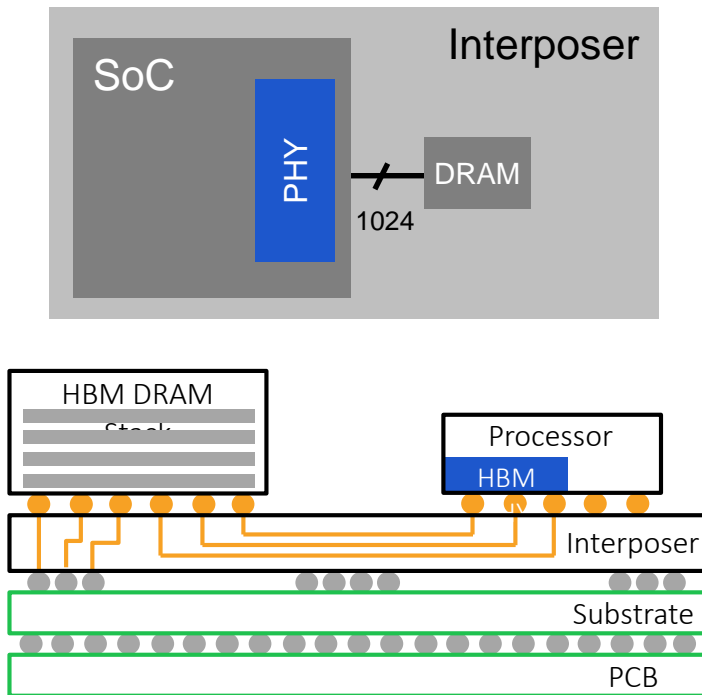 Interposer
SoC
PHY
DRAM
1024
HBM DRAM
Processor
HBM
Interposer
Substrate
PCB